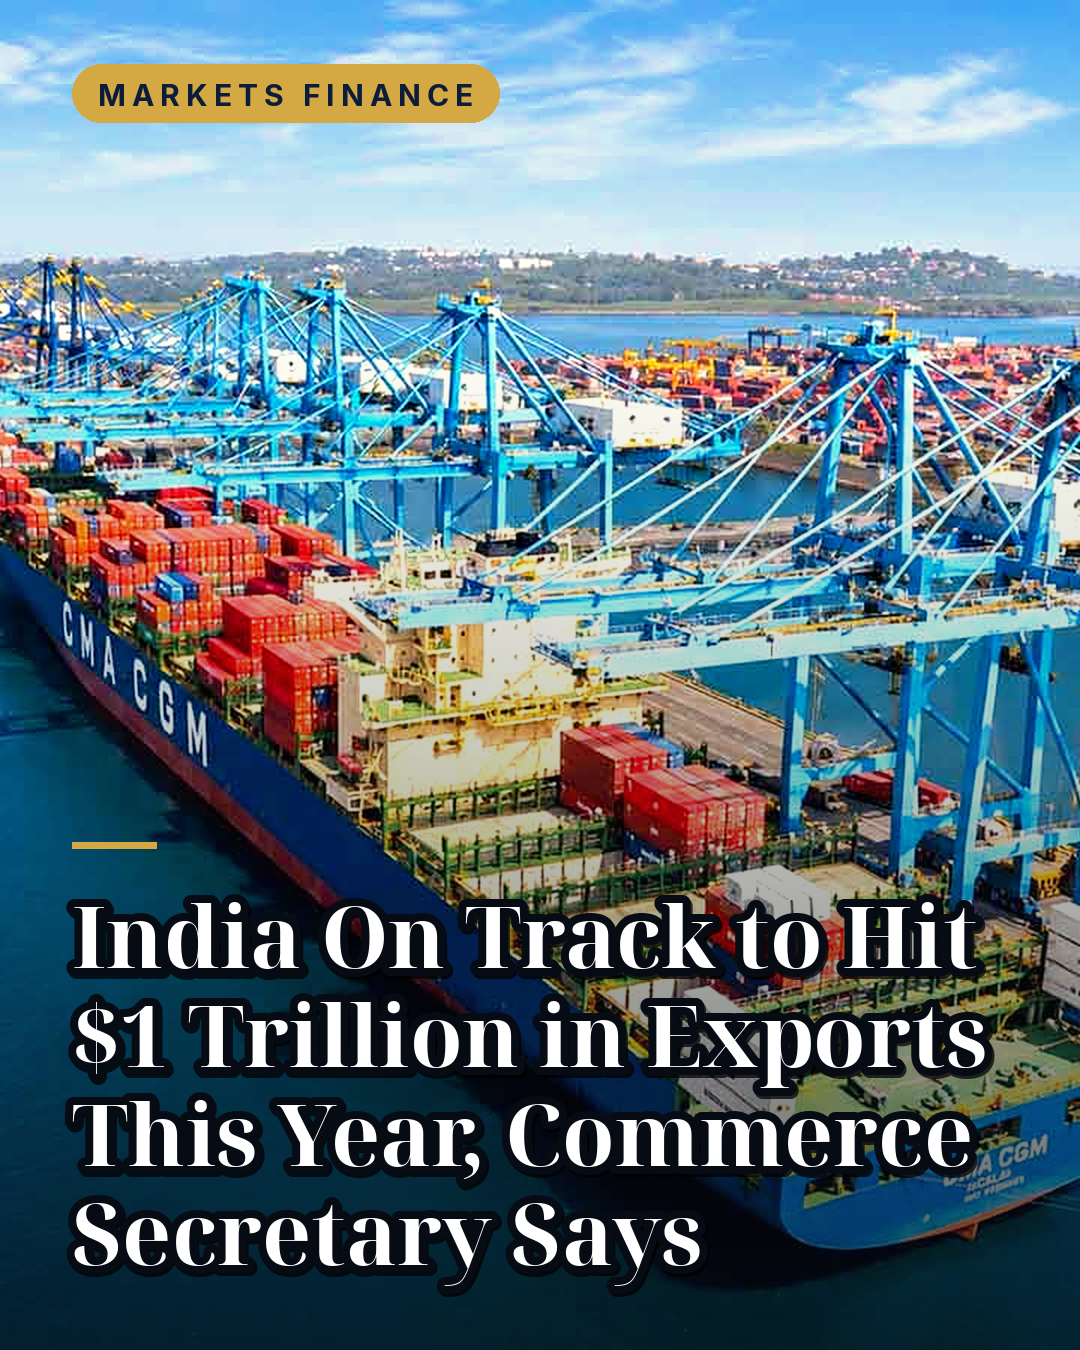 MARKETS FINANCE
CMA CGM
India On Track to Hit
$1 Trillion in Exports
This Year, Commerce
Secretary Says
CMA CGM